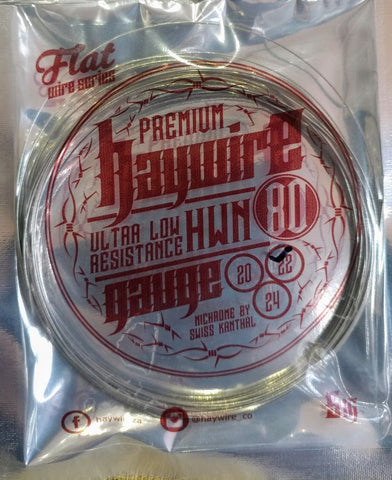 Flat
wire series
PREMIUM
haywire
ULTRA LOW
RESISTANCE
HWN
80
gauge
20
22
24
NICHROME BY
SWISS KANTHAL
@haywire_co